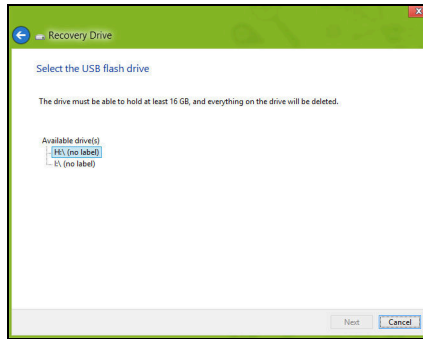 Recovery Drive
Select the USB flash drive
The drive must be able to hold at least 16 GB, and everything on the drive will be deleted.
Available drive(s)
H:\ (no label)
I:\ (no label)
Next Cancel